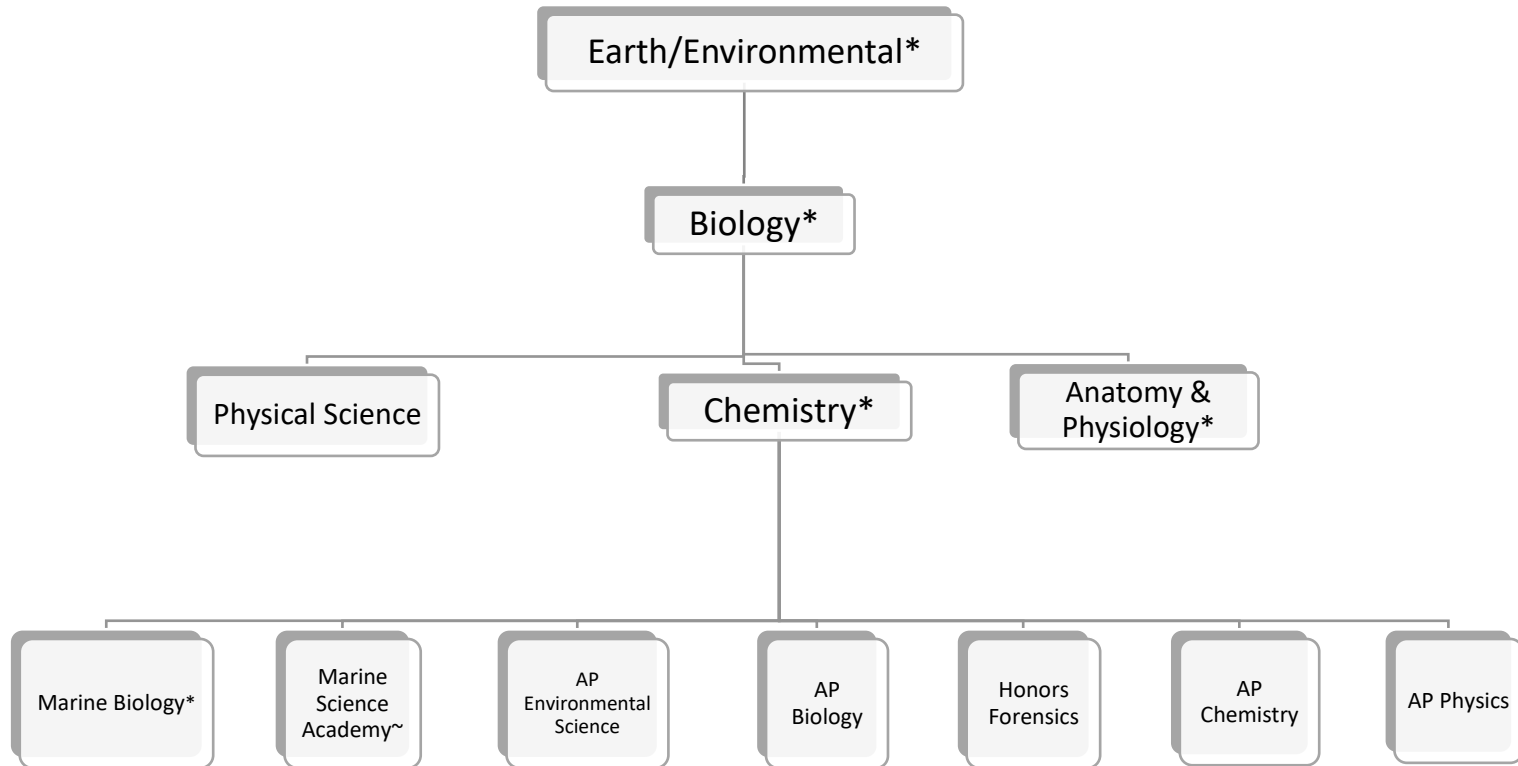 Earth/Environmental*
Biology*
Physical Science
Chemistry*
Anatomy &
Physiology*
Marine Biology*
Marine
Science
Academy~
AP
Environmental
Science
AP
Biology
Honors
Forensics
AP
Chemistry
AP Physics